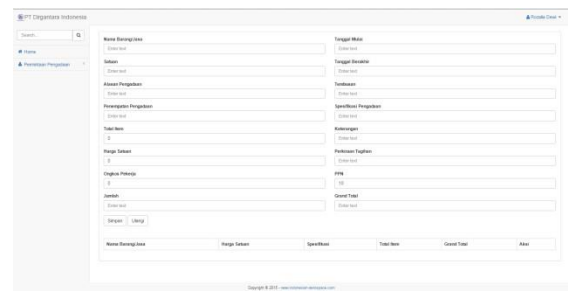 PT Dirgantara Indonesia
Rosalia Dewi
Search...
Home
Permintaan Pengadaan
Nama Barang/Jasa
Enter text
Tanggal Mulai
Enter text
Satuan
Enter text
Tanggal Berakhir
Enter text
Alasan Pengadaan
Enter text
Tembusan
Enter text
Penempatan Pengadaan
Enter text
Spesifikasi Pengadaan
Enter text
Total Item
0
Keterangan
Enter text
Harga Satuan
0
Perkiraan Tagihan
Enter text
Ongkos Pekerja
0
PPN
10
Jumlah
Enter text
Grand Total
Enter text
Simpan Ulangi
Nama Barang/Jasa Harga Satuan Spesifikasi Total Item Grand Total Aksi
Copyright © 2015 -